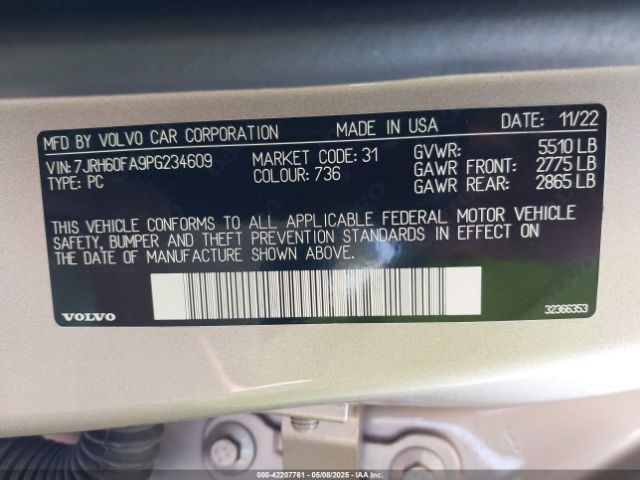 MFD BY VOLVO CAR CORPORATION MADE IN USA DATE: 11/22
VIN: 7JRH60FA9PG234609 MARKET CODE: 31 GVWR: 5510 LB
TYPE: PC COLOUR: 736 GAWR FRONT: 2775 LB
GAWR REAR: 2865 LB
THIS VEHICLE CONFORMS TO ALL APPLICABLE FEDERAL MOTOR VEHICLE
SAFETY, BUMPER AND THEFT PREVENTION STANDARDS IN EFFECT ON
THE DATE OF MANUFACTURE SHOWN ABOVE.
VOLVO 32366353
000-42207761 - 05/08/2025 - IAAI.COM